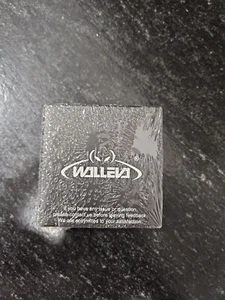 WALLEVA
If you have any issue or question,
please contact us before leaving feedback
We are committed to your satisfaction.